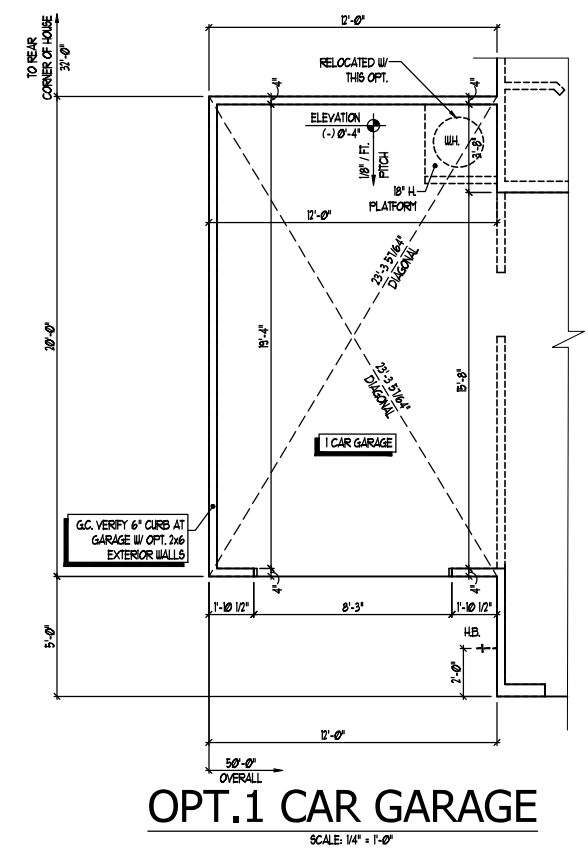 12'-0"
TO REAR
CORNER OF HOUSE
32'-0"
RELOCATED W/
THIS OPT.
4"
4"
ELEVATION
(-) 0'-4"
W.H.
3'-8"
1/8" / FT.
PITCH
18" H.
PLATFORM
12'-0"
23'-3 57/64"
DIAGONAL
20'-0"
19'-4"
15'-8"
23'-3 57/64"
DIAGONAL
1 CAR GARAGE
G.C. VERIFY 6" CURB AT
GARAGE W/ OPT. 2x6
EXTERIOR WALLS
4"
4"
1'-10 1/2"
8'-3"
1'-10 1/2"
H.B.
5'-0"
2'-0"
12'-0"
50'-0"
OVERALL
OPT.1 CAR GARAGE
SCALE: 1/4" = 1'-0"